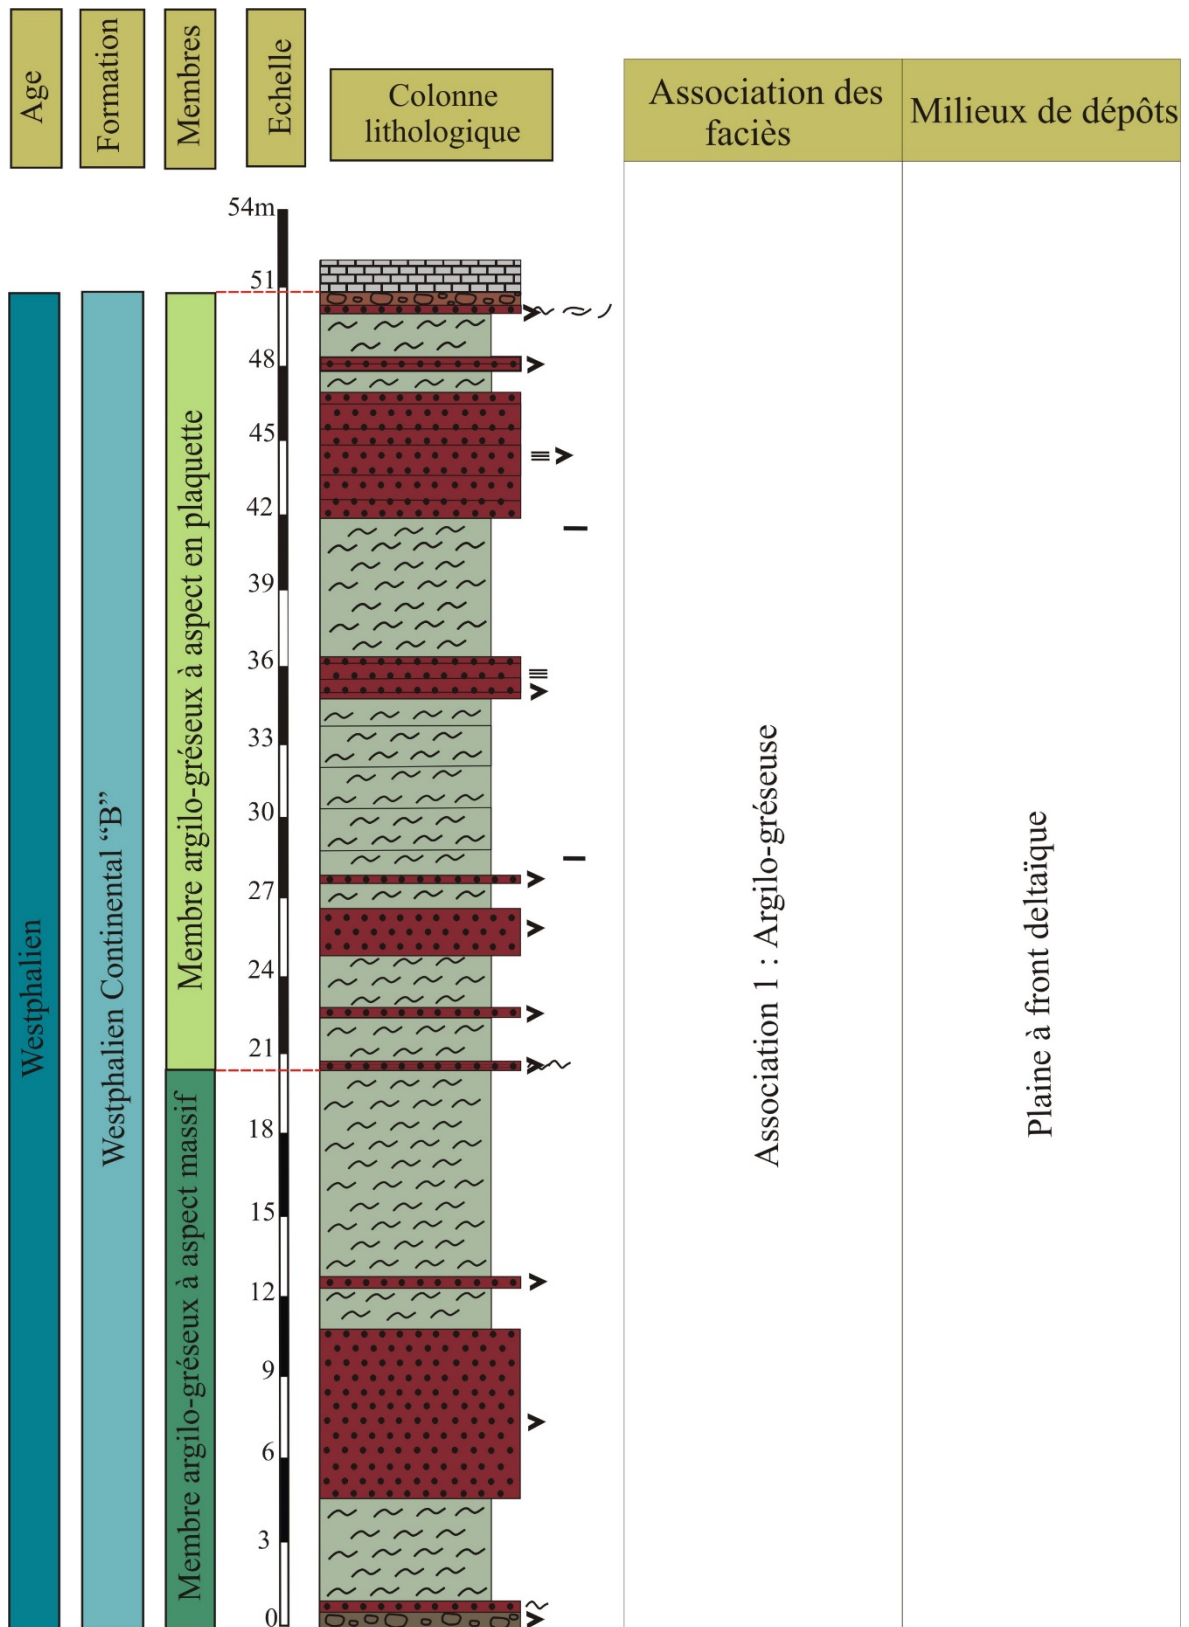 Age
Formation
Membres
Echelle
Colonne
lithologique
Association des
faciès
Milieux de dépôts
54m
51
48
45
42
39
36
33
30
27
24
21
18
15
12
9
6
3
0
Westphalien
Westphalien Continental “B”
Membre argilo-gréseux à aspect en plaquette
Membre argilo-gréseux à aspect massif
Association 1 : Argilo-gréseuse
Plaine à front deltaïque